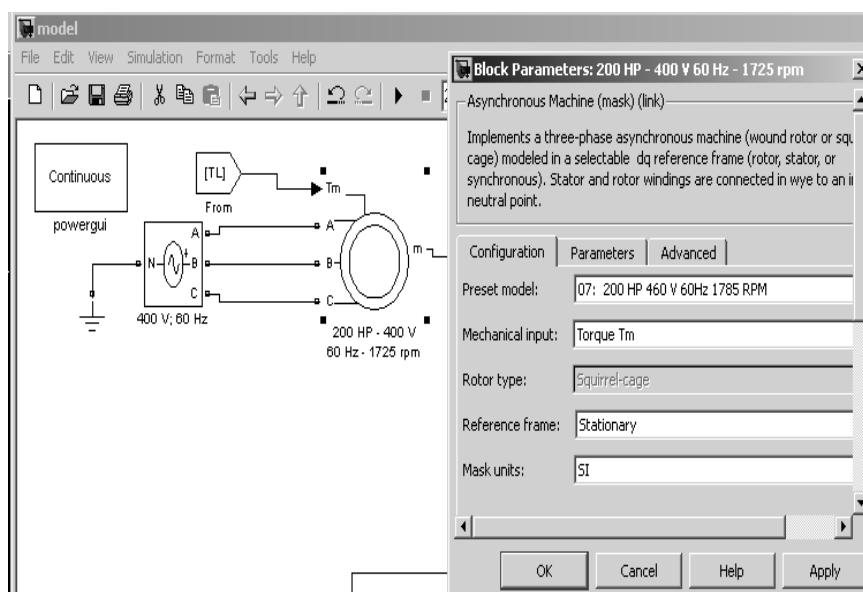 model
File Edit View Simulation Format Tools Help
Continuous
powergui
[TL]
From
Tm
A
B
C
m
N
A
B
C
400 V; 60 Hz
200 HP - 400 V
60 Hz - 1725 rpm
Block Parameters: 200 HP - 400 V 60 Hz - 1725 rpm
Asynchronous Machine (mask) (link)
Implements a three-phase asynchronous machine (wound rotor or squ
cage) modeled in a selectable dq reference frame (rotor, stator, or
synchronous). Stator and rotor windings are connected in wye to an i
neutral point.
Configuration Parameters Advanced
Preset model: 07: 200 HP 460 V 60Hz 1785 RPM
Mechanical input: Torque Tm
Rotor type: Squirrel-cage
Reference frame: Stationary
Mask units: SI
OK Cancel Help Apply